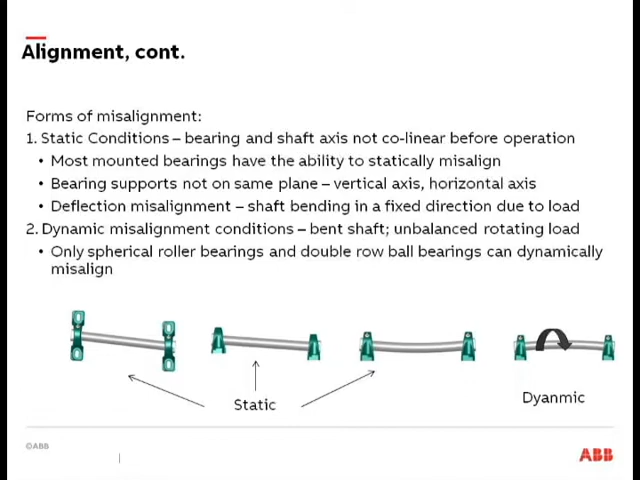 Alignment, cont.
Forms of misalignment:
1. Static Conditions – bearing and shaft axis not co-linear before operation
• Most mounted bearings have the ability to statically misalign
• Bearing supports not on same plane – vertical axis, horizontal axis
• Deflection misalignment – shaft bending in a fixed direction due to load
2. Dynamic misalignment conditions – bent shaft; unbalanced rotating load
• Only spherical roller bearings and double row ball bearings can dynamically
misalign
Static
Dyanmic
©ABB
ABB